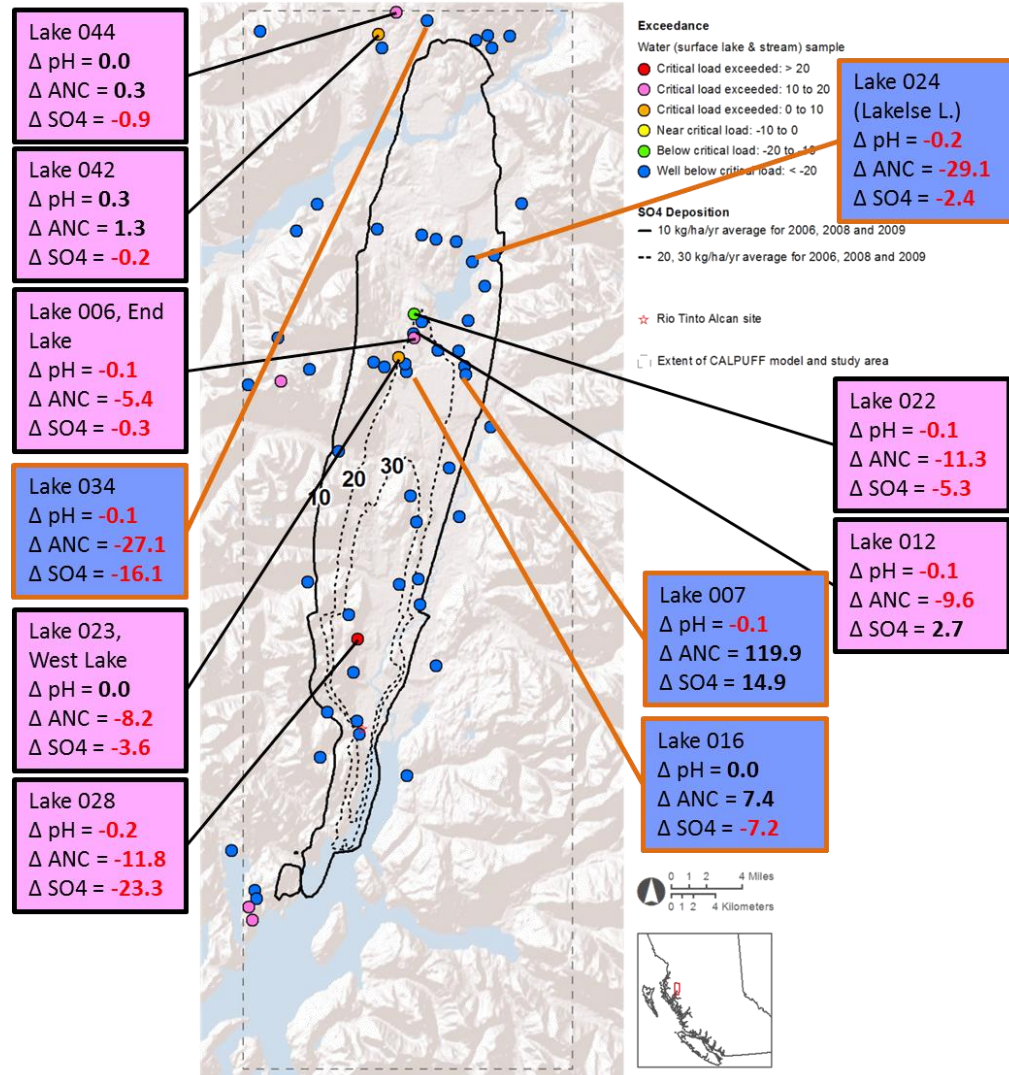 Lake 044
Δ pH = 0.0
Δ ANC = 0.3
Δ SO4 = -0.9
Lake 042
Δ pH = 0.3
Δ ANC = 1.3
Δ SO4 = -0.2
Lake 006, End
Lake
Δ pH = -0.1
Δ ANC = -5.4
Δ SO4 = -0.3
Lake 034
Δ pH = -0.1
Δ ANC = -27.1
Δ SO4 = -16.1
Lake 023,
West Lake
Δ pH = 0.0
Δ ANC = -8.2
Δ SO4 = -3.6
Lake 028
Δ pH = -0.2
Δ ANC = -11.8
Δ SO4 = -23.3
10
20
30
Exceedance
Water (surface lake & stream) sample
Critical load exceeded: > 20
Critical load exceeded: 10 to 20
Critical load exceeded: 0 to 10
Near critical load: -10 to 0
Below critical load: -20 to -10
Well below critical load: < -20
SO4 Deposition
10 kg/ha/yr average for 2006, 2008 and 2009
20, 30 kg/ha/yr average for 2006, 2008 and 2009
Rio Tinto Alcan site
Extent of CALPUFF model and study area
Lake 024
(Lakelse L.)
Δ pH = -0.2
Δ ANC = -29.1
Δ SO4 = -2.4
Lake 022
Δ pH = -0.1
Δ ANC = -11.3
Δ SO4 = -5.3
Lake 012
Δ pH = -0.1
Δ ANC = -9.6
Δ SO4 = 2.7
Lake 007
Δ pH = -0.1
Δ ANC = 119.9
Δ SO4 = 14.9
Lake 016
Δ pH = 0.0
Δ ANC = 7.4
Δ SO4 = -7.2
0 1 2 4 Miles
0 1 2 4 Kilometers